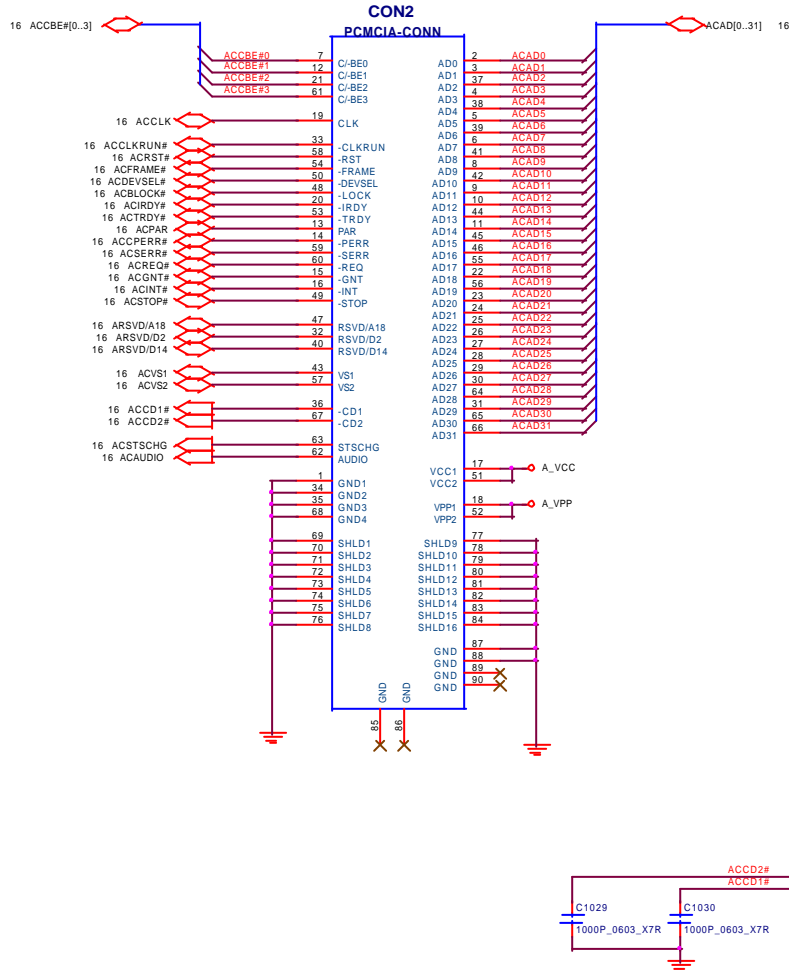 CON2
PCMCIA-CONN
16 ACCBE#[0..3]
ACAD[0..31] 16
ACCBE#0 7 C/-BE0
ACCBE#1 12 C/-BE1
ACCBE#2 21 C/-BE2
ACCBE#3 61 C/-BE3
16 ACCLK 19 CLK
16 ACCLKRUN# 33 -CLKRUN
16 ACRST# 58 -RST
16 ACFRAME# 54 -FRAME
16 ACDEVSEL# 50 -DEVSEL
16 ACBLOCK# 48 -LOCK
16 ACIRDY# 20 -IRDY
16 ACTRDY# 53 -TRDY
16 ACPAR 13 PAR
16 ACCPERR# 14 -PERR
16 ACSERR# 59 -SERR
16 ACREQ# 60 -REQ
16 ACGNT# 15 -GNT
16 ACINT# 16 -INT
16 ACSTOP# 49 -STOP
16 ARSVD/A18 47 RSVD/A18
16 ARSVD/D2 32 RSVD/D2
16 ARSVD/D14 40 RSVD/D14
16 ACVS1 43 VS1
16 ACVS2 57 VS2
16 ACCD1# 36 -CD1
16 ACCD2# 67 -CD2
16 ACSTSCHG 63 STSCHG
16 ACAUDIO 62 AUDIO
1 GND1
34 GND2
35 GND3
68 GND4
69 SHLD1
70 SHLD2
71 SHLD3
72 SHLD4
73 SHLD5
74 SHLD6
75 SHLD7
76 SHLD8
AD0 2 ACAD0
AD1 3 ACAD1
AD2 37 ACAD2
AD3 4 ACAD3
AD4 38 ACAD4
AD5 5 ACAD5
AD6 39 ACAD6
AD7 6 ACAD7
AD8 41 ACAD8
AD9 8 ACAD9
AD10 42 ACAD10
AD11 9 ACAD11
AD12 10 ACAD12
AD13 44 ACAD13
AD14 11 ACAD14
AD15 45 ACAD15
AD16 46 ACAD16
AD17 55 ACAD17
AD18 22 ACAD18
AD19 56 ACAD19
AD20 23 ACAD20
AD21 24 ACAD21
AD22 25 ACAD22
AD23 26 ACAD23
AD24 27 ACAD24
AD25 28 ACAD25
AD26 29 ACAD26
AD27 30 ACAD27
AD28 64 ACAD28
AD29 31 ACAD29
AD30 65 ACAD30
AD31 66 ACAD31
VCC1 17 A_VCC
VCC2 51
VPP1 18 A_VPP
VPP2 52
SHLD9 77
SHLD10 78
SHLD11 79
SHLD12 80
SHLD13 81
SHLD14 82
SHLD15 83
SHLD16 84
GND 87
GND 88
GND 89
GND 90
GND 85
GND 86
ACCD2#
ACCD1#
C1029
1000P_0603_X7R
C1030
1000P_0603_X7R